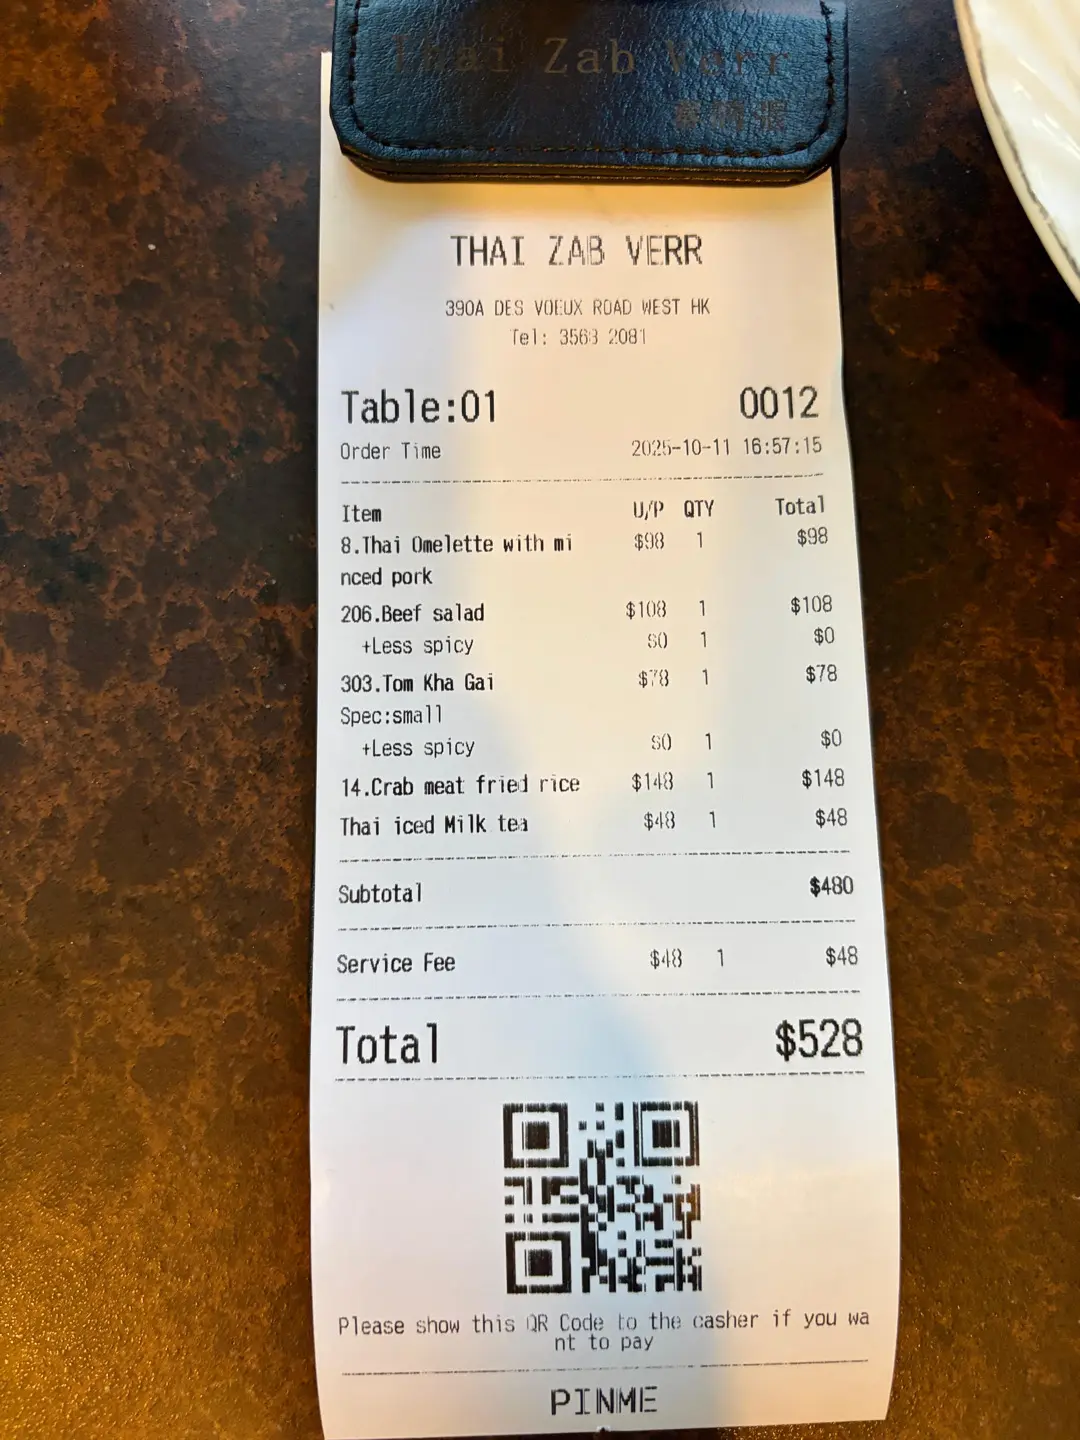 Thai Zab Verr
THAI ZAB VERR
390A DES VOEUX ROAD WEST HK
Tel: 3563 2081
Table:01 0012
Order Time 2025-10-11 16:57:15
Item U/P QTY Total
8.Thai Omelette with mi $98 1 $98
nced pork
206.Beef salad $108 1 $108
+Less spicy $0 1 $0
303.Tom Kha Gai $78 1 $78
Spec:small
+Less spicy $0 1 $0
14.Crab meat fried rice $148 1 $148
Thai iced Milk tea $48 1 $48
Subtotal $480
Service Fee $48 1 $48
Total $528
Please show this QR Code to the casher if you wa
nt to pay
PINME